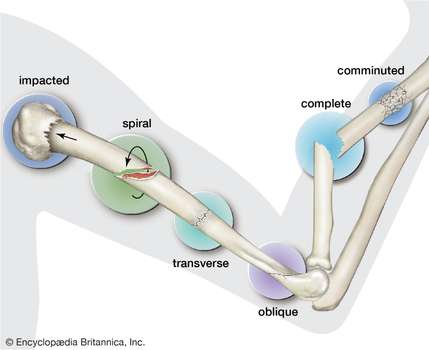 comminuted
impacted
complete
spiral
transverse
oblique
© Encyclopædia Britannica, Inc.